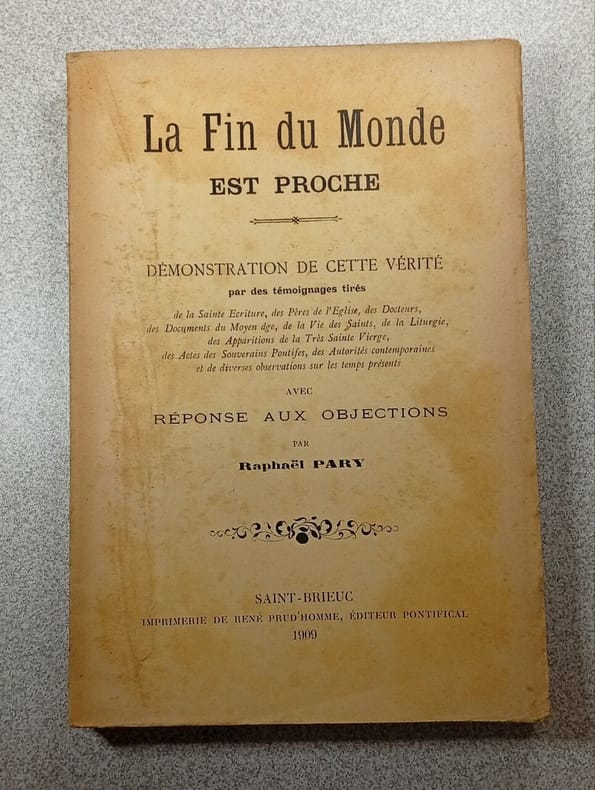 La Fin du Monde
EST PROCHE
DÉMONSTRATION DE CETTE VÉRITÉ
par des témoignages tirés
de la Sainte Ecriture, des Pères de l'Eglise, des Docteurs,
des Documents du Moyen âge, de la Vie des Saints, de la Liturgie,
des Apparitions de la Très Sainte Vierge,
des Actes des Souverains Pontifes, des Autorités contemporaines
et de diverses observations sur les temps présents
AVEC
RÉPONSE AUX OBJECTIONS
PAR
Raphaël PARY
SAINT-BRIEUC
IMPRIMERIE DE RENÉ PRUD'HOMME, ÉDITEUR PONTIFICAL
1909